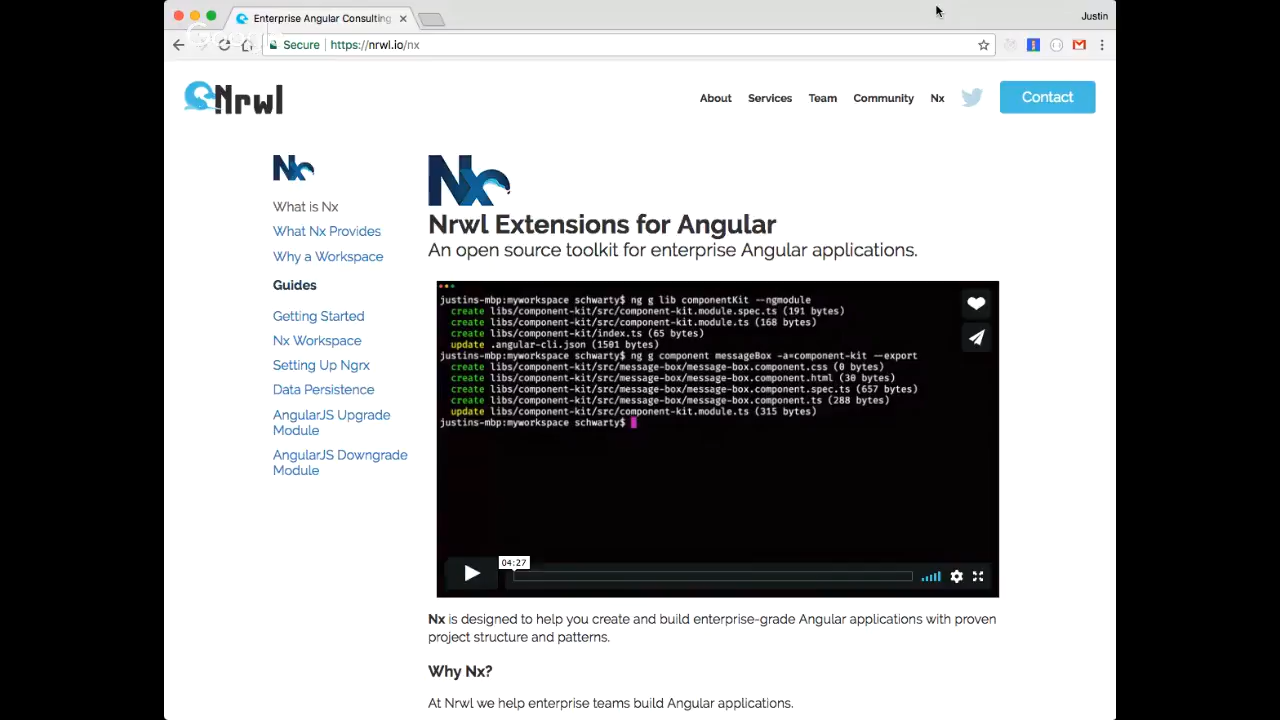 Enterprise Angular Consulting
Justin
Google
Secure
https://nrwl.io/nx
Nrwl
About
Services
Team
Community
Nx
Contact
Nx
What is Nx
What Nx Provides
Why a Workspace
Guides
Getting Started
Nx Workspace
Setting Up Ngrx
Data Persistence
AngularJS Upgrade
Module
AngularJS Downgrade
Module
Nx
Nrwl Extensions for Angular
An open source toolkit for enterprise Angular applications.
justins-mbp:myworkspace schwarty$ ng g lib componentKit --ngmodule
create libs/component-kit/src/component-kit.module.spec.ts (191 bytes)
create libs/component-kit/src/component-kit.module.ts (168 bytes)
create libs/component-kit/index.ts (65 bytes)
update .angular-cli.json (1501 bytes)
justins-mbp:myworkspace schwarty$ ng g component messageBox -a=component-kit --export
create libs/component-kit/src/message-box/message-box.component.css (0 bytes)
create libs/component-kit/src/message-box/message-box.component.html (30 bytes)
create libs/component-kit/src/message-box/message-box.component.spec.ts (657 bytes)
create libs/component-kit/src/message-box/message-box.component.ts (288 bytes)
update libs/component-kit/src/component-kit.module.ts (315 bytes)
justins-mbp:myworkspace schwarty$
04:27
Nx is designed to help you create and build enterprise-grade Angular applications with proven
project structure and patterns.
Why Nx?
At Nrwl we help enterprise teams build Angular applications.